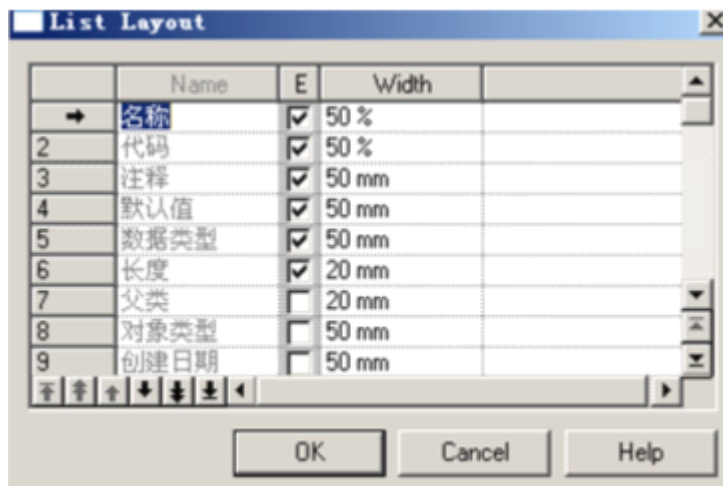 List Layout
Name E Width
名称 50 %
2 代码 50 %
3 注释 50 mm
4 默认值 50 mm
5 数据类型 50 mm
6 长度 20 mm
7 父类 20 mm
8 对象类型 50 mm
9 创建日期 50 mm
OK Cancel Help